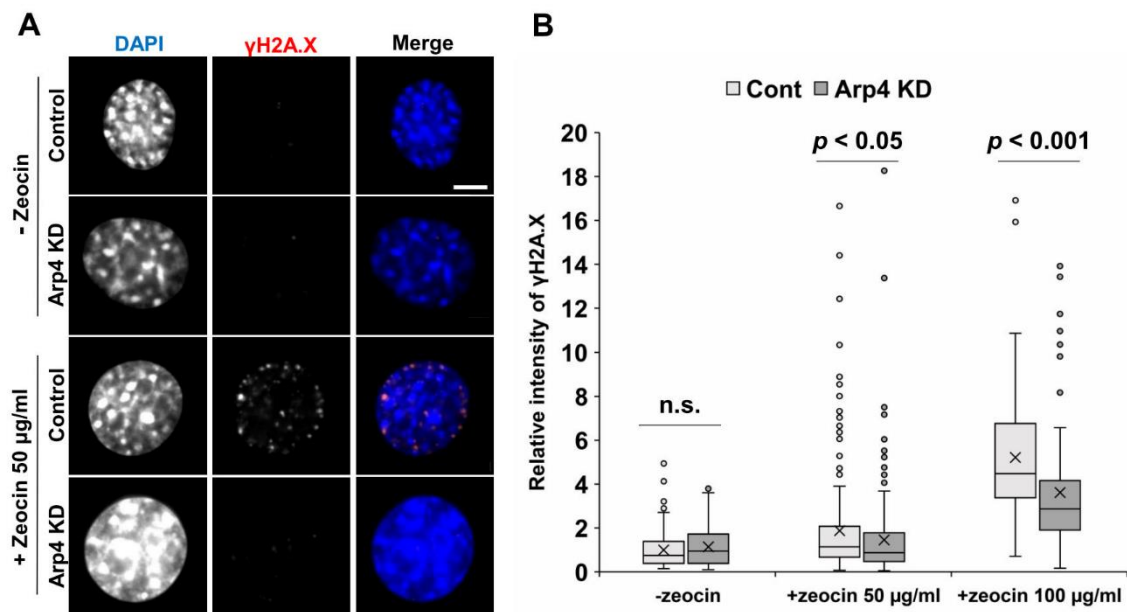 A
DAPI
γH2A.X
Merge
- Zeocin
Control
Arp4 KD
+ Zeocin 50 µg/ml
Control
Arp4 KD
B
Cont
Arp4 KD
Relative intensity of γH2A.X
20
18
16
14
12
10
8
6
4
2
0
n.s.
p < 0.05
p < 0.001
-zeocin
+zeocin 50 µg/ml
+zeocin 100 µg/ml